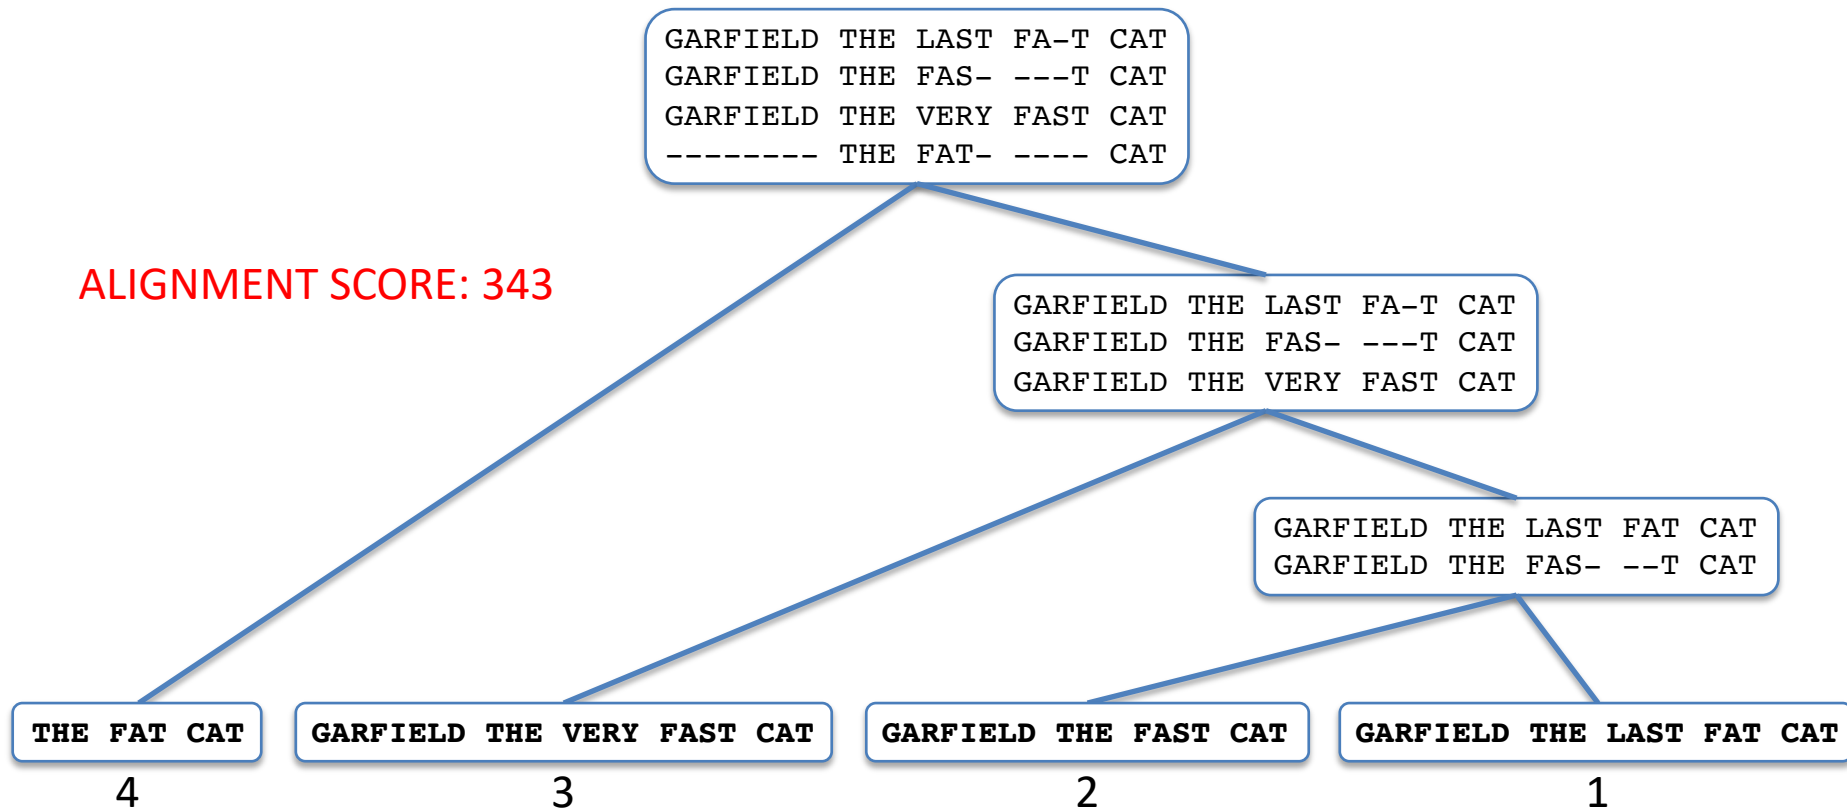 GARFIELD THE LAST FA-T CAT
GARFIELD THE FAS- ---T CAT
GARFIELD THE VERY FAST CAT
-------- THE FAT- ---- CAT
ALIGNMENT SCORE: 343
GARFIELD THE LAST FA-T CAT
GARFIELD THE FAS- ---T CAT
GARFIELD THE VERY FAST CAT
GARFIELD THE LAST FAT CAT
GARFIELD THE FAS- --T CAT
THE FAT CAT
GARFIELD THE VERY FAST CAT
GARFIELD THE FAST CAT
GARFIELD THE LAST FAT CAT
4
3
2
1